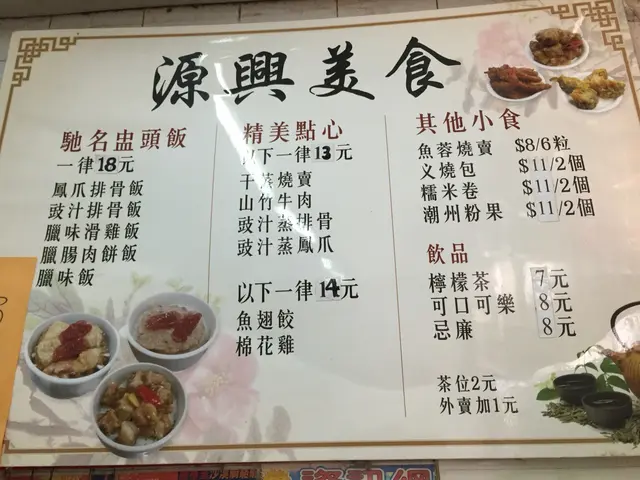 源興美食
馳名盅頭飯
一律18元
鳳爪排骨飯
豉汁排骨飯
臘味滑雞飯
臘腸肉餅飯
臘味飯
精美點心
以下一律13元
干蒸燒賣
山竹牛肉
豉汁蒸排骨
豉汁蒸鳳爪
以下一律14元
魚翅餃
棉花雞
其他小食
魚蓉燒賣 $8/6粒
义燒包 $11/2個
糯米卷 $11/2個
潮州粉果 $11/2個
飲品
檸檬茶 7元
可口可樂 8元
忌廉 8元
茶位2元
外賣加1元